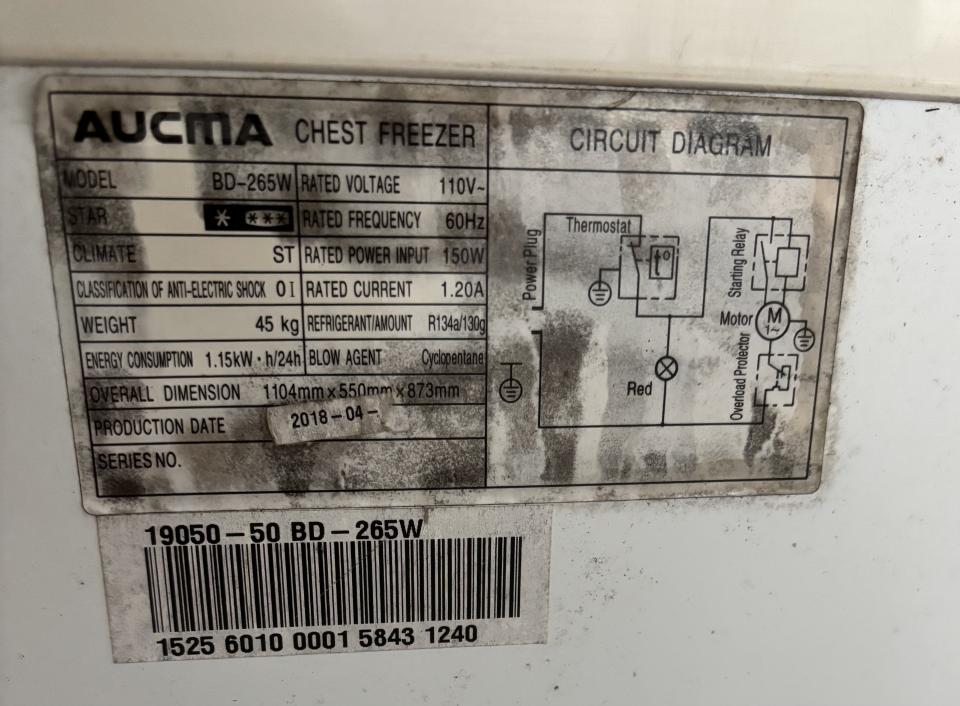 AUCMA CHEST FREEZER
MODEL BD-265W RATED VOLTAGE 110V~
STAR * *** RATED FREQUENCY 60Hz
CLIMATE ST RATED POWER INPUT 150W
CLASSIFICATION OF ANTI-ELECTRIC SHOCK 0I RATED CURRENT 1.20A
WEIGHT 45 kg REFRIGERANT/AMOUNT R134a/130g
ENERGY CONSUMPTION 1.15kW·h/24h BLOW AGENT Cyclopentane
OVERALL DIMENSION 1104mm×550mm×873mm
PRODUCTION DATE 2018-04-
SERIES NO.
CIRCUIT DIAGRAM
Power Plug
Thermostat
t°
Red
Starting Relay
Motor
M
1~
Overload Protector
19050-50 BD-265W
1525 6010 0001 5843 1240